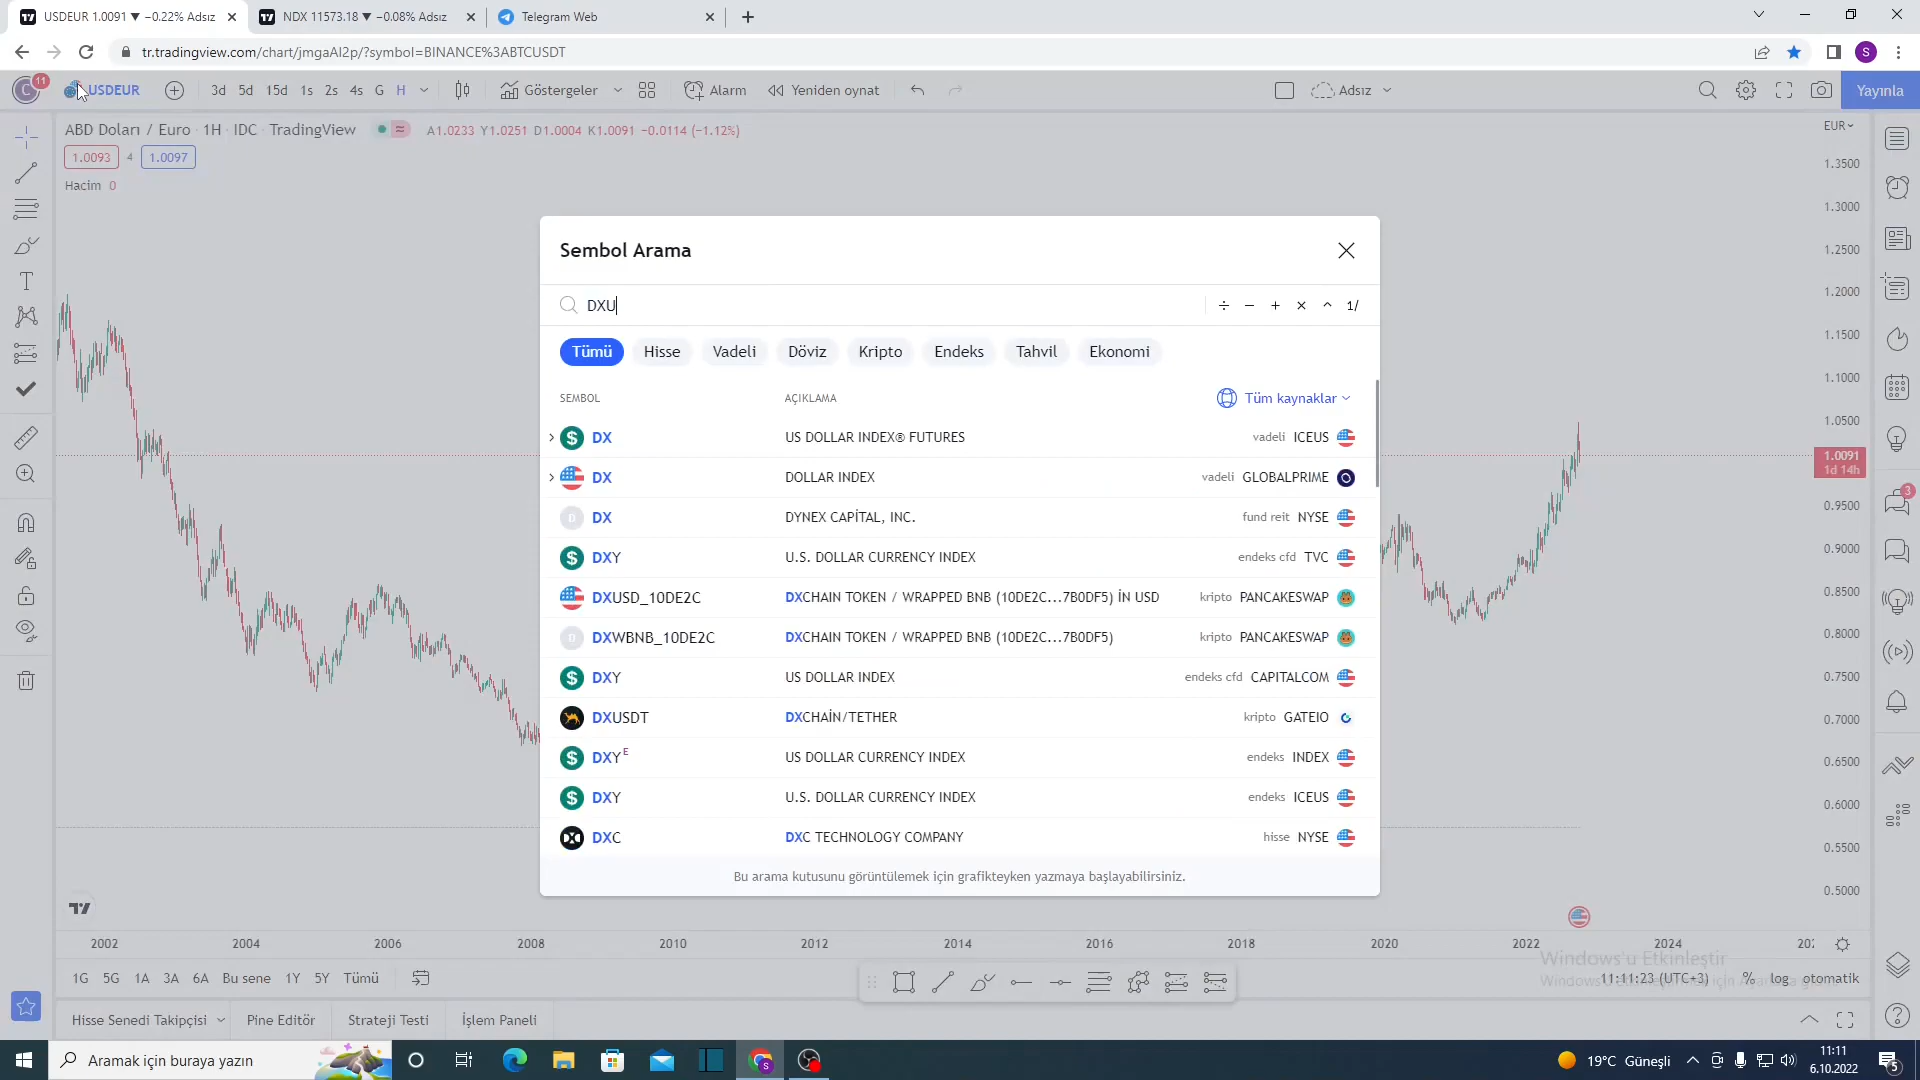 USDEUR 1.0091 ▼ −0.22% Adsız
NDX 11573.18 ▼ −0.08% Adsız
Telegram Web
tr.tradingview.com/chart/jmgaAl2p/?symbol=BINANCE%3ABTCUSDT
S
C 11 USDEUR 3d 5d 15d 1s 2s 4s G H Göstergeler Alarm Yeniden oynat Adsız Yayınla
ABD Doları / Euro · 1H · IDC · TradingView A1.0233 Y1.0251 D1.0004 K1.0091 −0.0114 (−1.12%)
EUR
1.0093 4 1.0097
Hacim 0
1.3500
1.3000
1.2500
1.2000
1.1500
1.1000
1.0500
1.0091
1d 14h
0.9500
0.9000
0.8500
0.8000
0.7500
0.7000
0.6500
0.6000
0.5500
0.5000
3
Sembol Arama
DXU
÷ − + × ^ 1/
Tümü Hisse Vadeli Döviz Kripto Endeks Tahvil Ekonomi
SEMBOL AÇIKLAMA Tüm kaynaklar
DX US DOLLAR INDEX® FUTURES vadeli ICEUS
DX DOLLAR INDEX vadeli GLOBALPRIME
D DX DYNEX CAPİTAL, INC. fund reit NYSE
DXY U.S. DOLLAR CURRENCY INDEX endeks cfd TVC
DXUSD_10DE2C DXCHAIN TOKEN / WRAPPED BNB (10DE2C...7B0DF5) İN USD kripto PANCAKESWAP
D DXWBNB_10DE2C DXCHAIN TOKEN / WRAPPED BNB (10DE2C...7B0DF5) kripto PANCAKESWAP
DXY US DOLLAR INDEX endeks cfd CAPITALCOM
DXUSDT DXCHAİN/TETHER kripto GATEIO
DXY E US DOLLAR CURRENCY INDEX endeks INDEX
DXY U.S. DOLLAR CURRENCY INDEX endeks ICEUS
DXC DXC TECHNOLOGY COMPANY hisse NYSE
Bu arama kutusunu görüntülemek için grafikteyken yazmaya başlayabilirsiniz.
2002 2004 2006 2008 2010 2012 2014 2016 2018 2020 2022 2024 202
Windows'u Etkinleştir
1G 5G 1A 3A 6A Bu sene 1Y 5Y Tümü 11:11:23 (UTC+3) % log otomatik
Hisse Senedi Takipçisi Pine Editör Strateji Testi İşlem Paneli
Aramak için buraya yazın
19°C Güneşli
11:11
6.10.2022
5